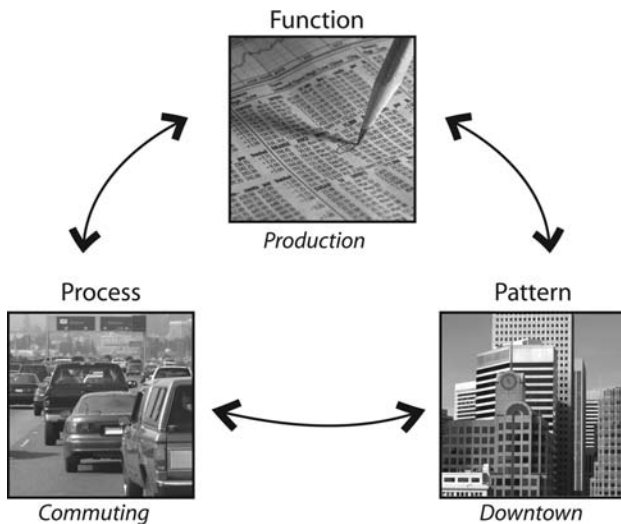 Function
Production
Process
Pattern
Commuting
Downtown